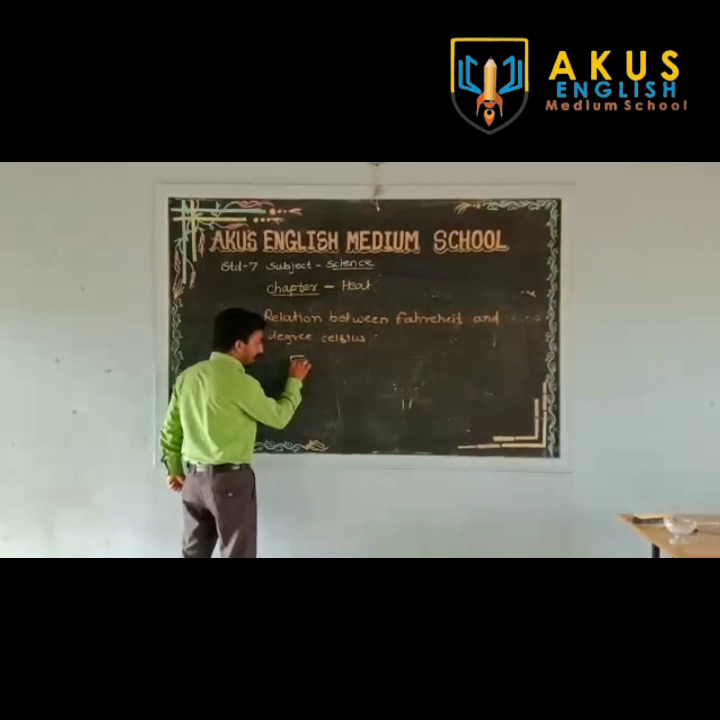 AKUS
ENGLISH
Medium School
AKUS ENGLISH MEDIUM SCHOOL
Std-7 Subject - Science
Chapter - Heat
Relation between Fahreheit and
degree celsius